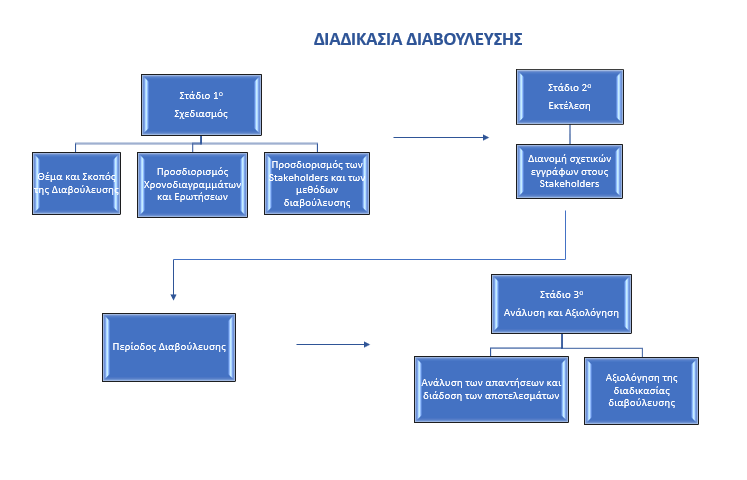 ΔΙΑΔΙΚΑΣΙΑ ΔΙΑΒΟΥΛΕΥΣΗΣ
Στάδιο 1ο
Σχεδιασμός
Θέμα και Σκοπός
της Διαβούλευσης
Προσδιορισμός
Χρονοδιαγραμμάτων
και Ερωτήσεων
Προσδιορισμός των
Stakeholders και των
μεθόδων
διαβούλευσης
Στάδιο 2ο
Εκτέλεση
Διανομή σχετικών
εγγράφων στους
Stakeholders
Περίοδος Διαβούλευσης
Στάδιο 3ο
Ανάλυση και Αξιολόγηση
Ανάλυση των απαντήσεων και
διάδοση των αποτελεσμάτων
Αξιολόγηση της
διαδικασίας
διαβούλευσης